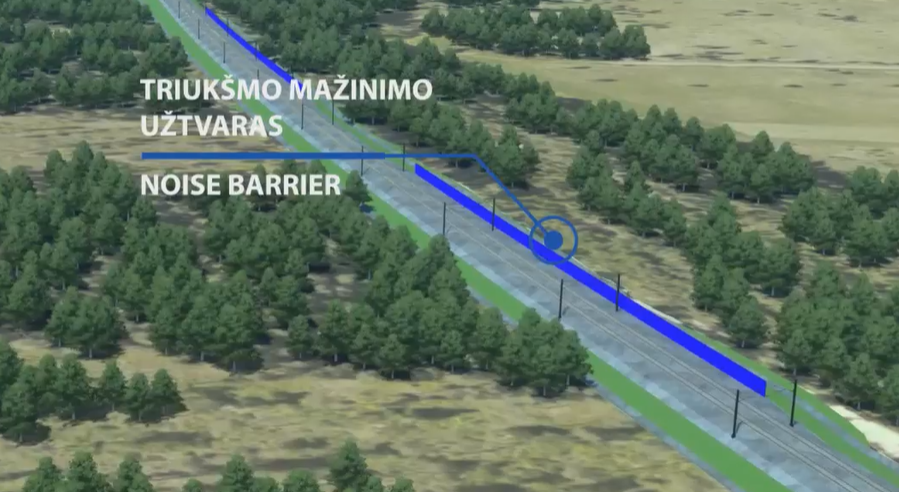 TRIUKŠMO MAŽINIMO
UŽTVARAS
NOISE BARRIER